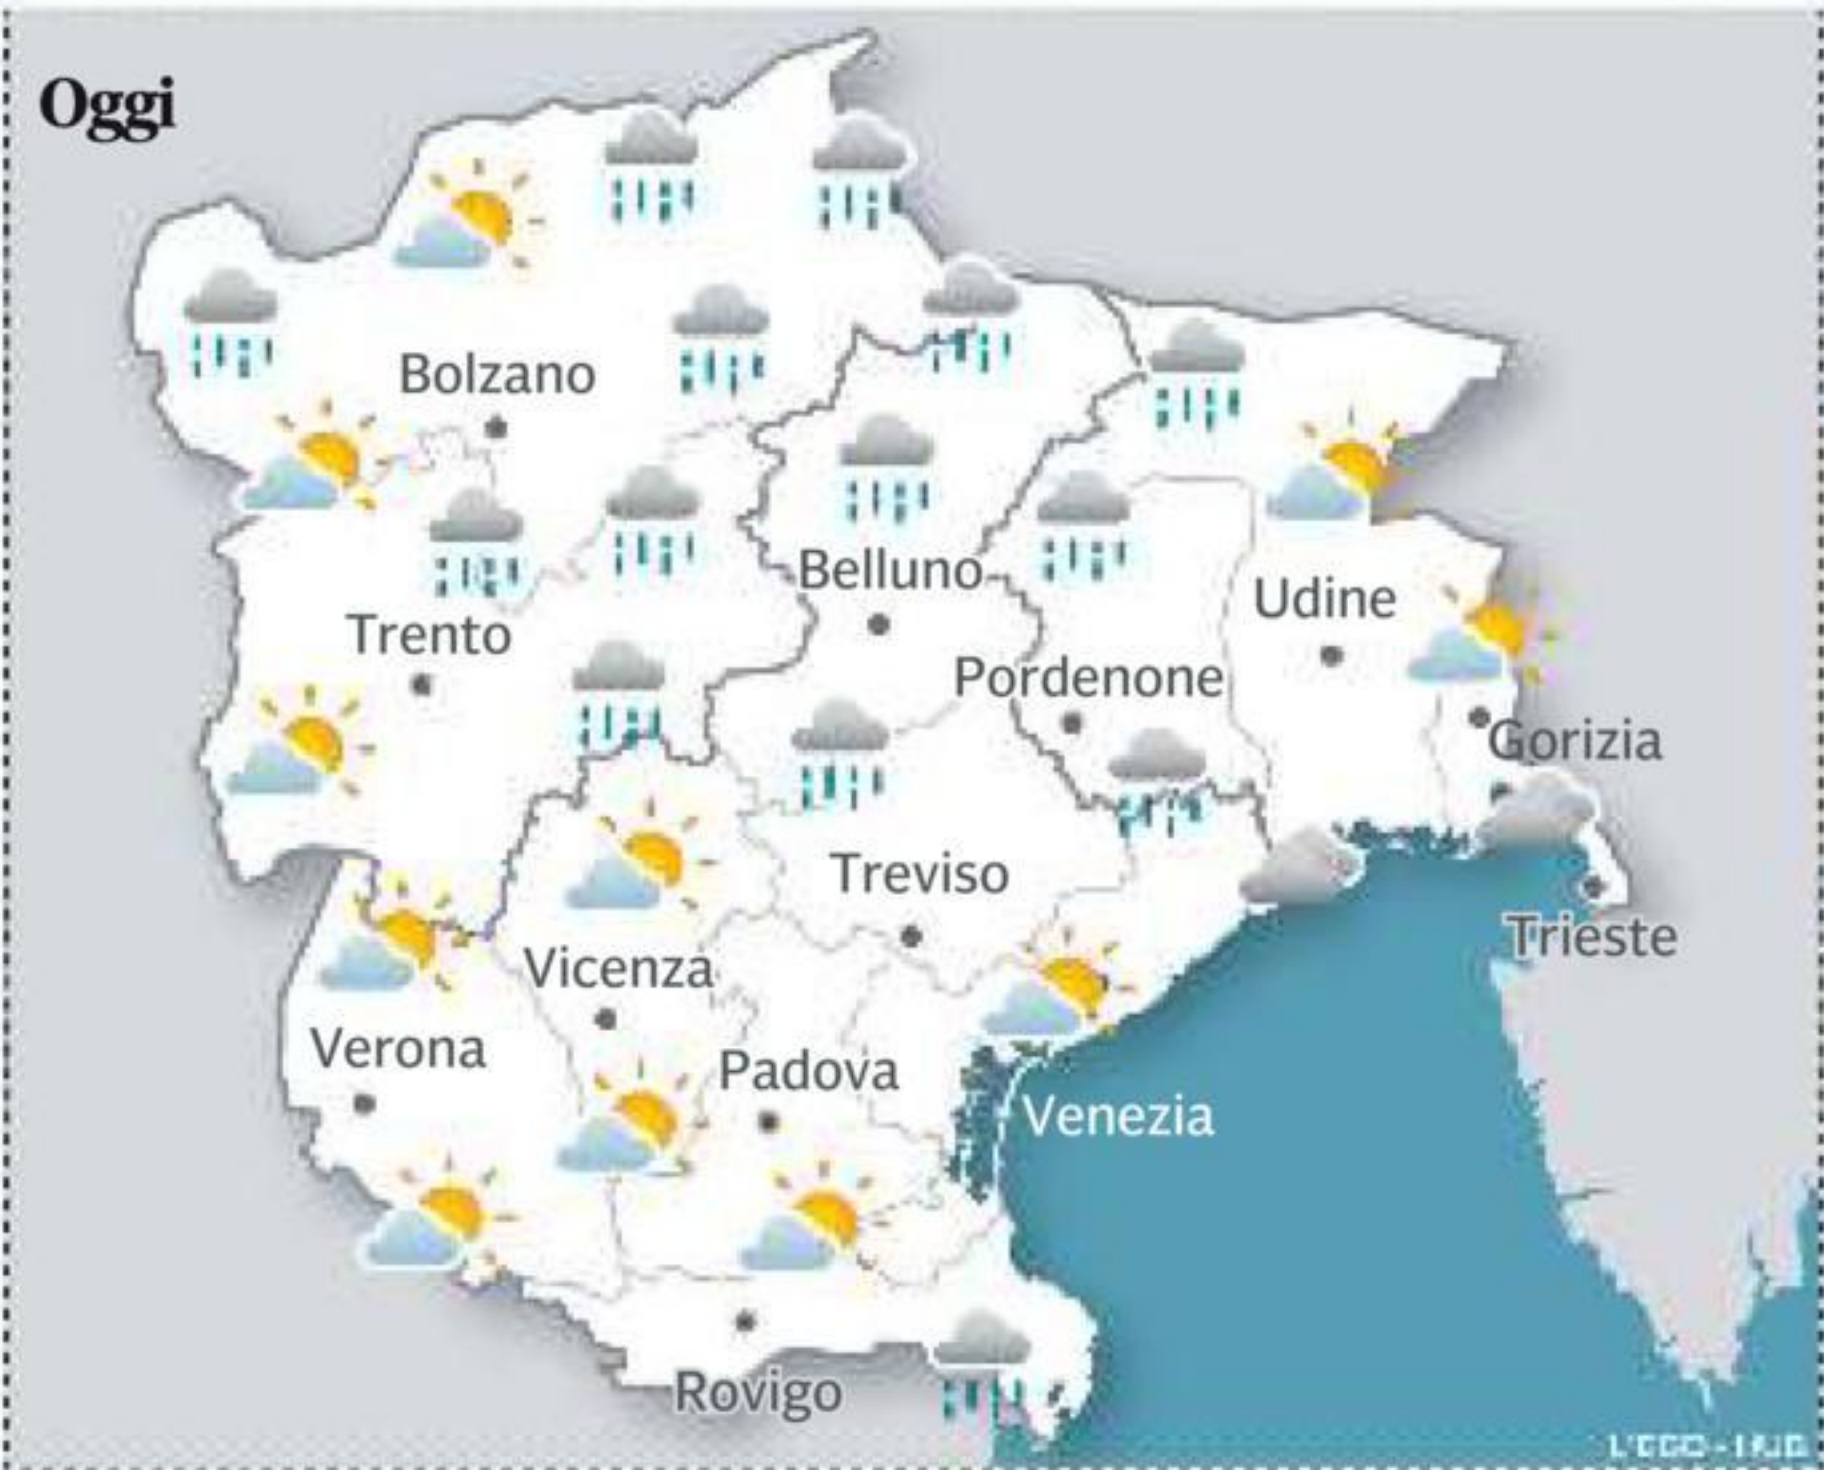 Oggi
Bolzano
Belluno
Udine
Trento
Pordenone
Gorizia
Treviso
Trieste
Vicenza
Verona
Padova
Venezia
Rovigo